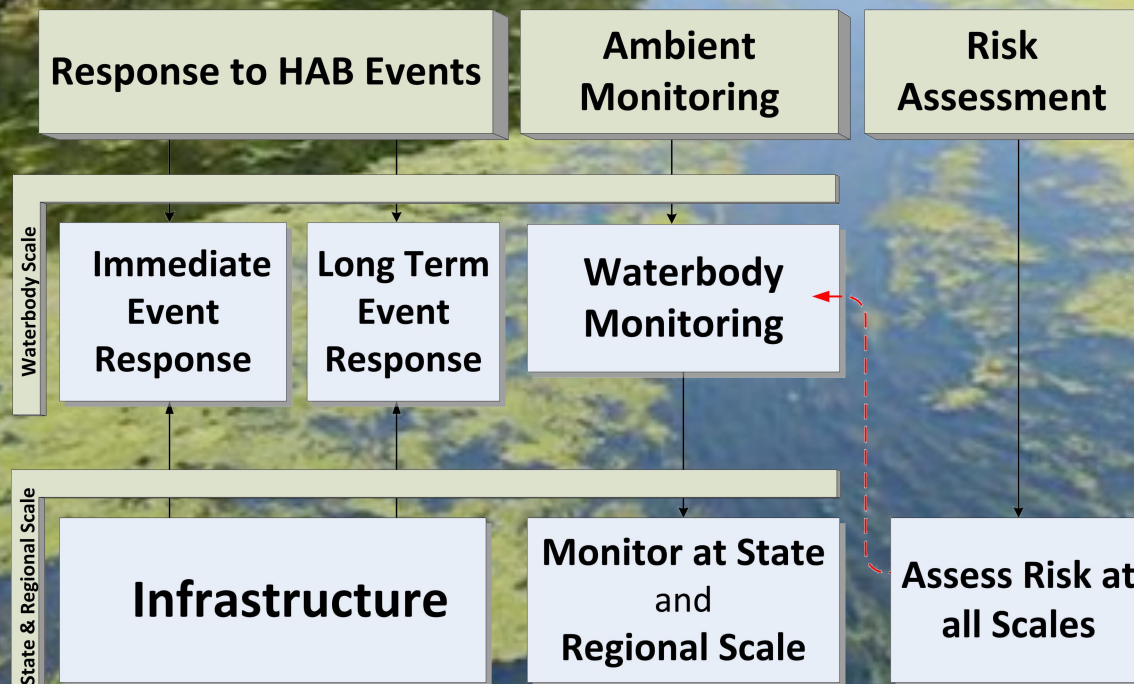 Response to HAB Events
Ambient
Monitoring
Risk
Assessment
Waterbody Scale
Immediate
Event
Response
Long Term
Event
Response
Waterbody
Monitoring
State & Regional Scale
Infrastructure
Monitor at State
and
Regional Scale
Assess Risk at
all Scales